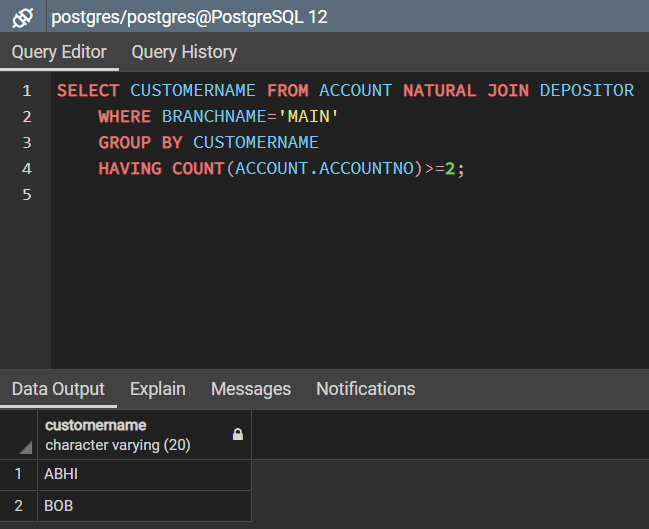 postgres/postgres@PostgreSQL 12
Query Editor Query History
1 SELECT CUSTOMERNAME FROM ACCOUNT NATURAL JOIN DEPOSITOR
2 WHERE BRANCHNAME='MAIN'
3 GROUP BY CUSTOMERNAME
4 HAVING COUNT(ACCOUNT.ACCOUNTNO)>=2;
5
Data Output Explain Messages Notifications
customername
character varying (20)
1 ABHI
2 BOB